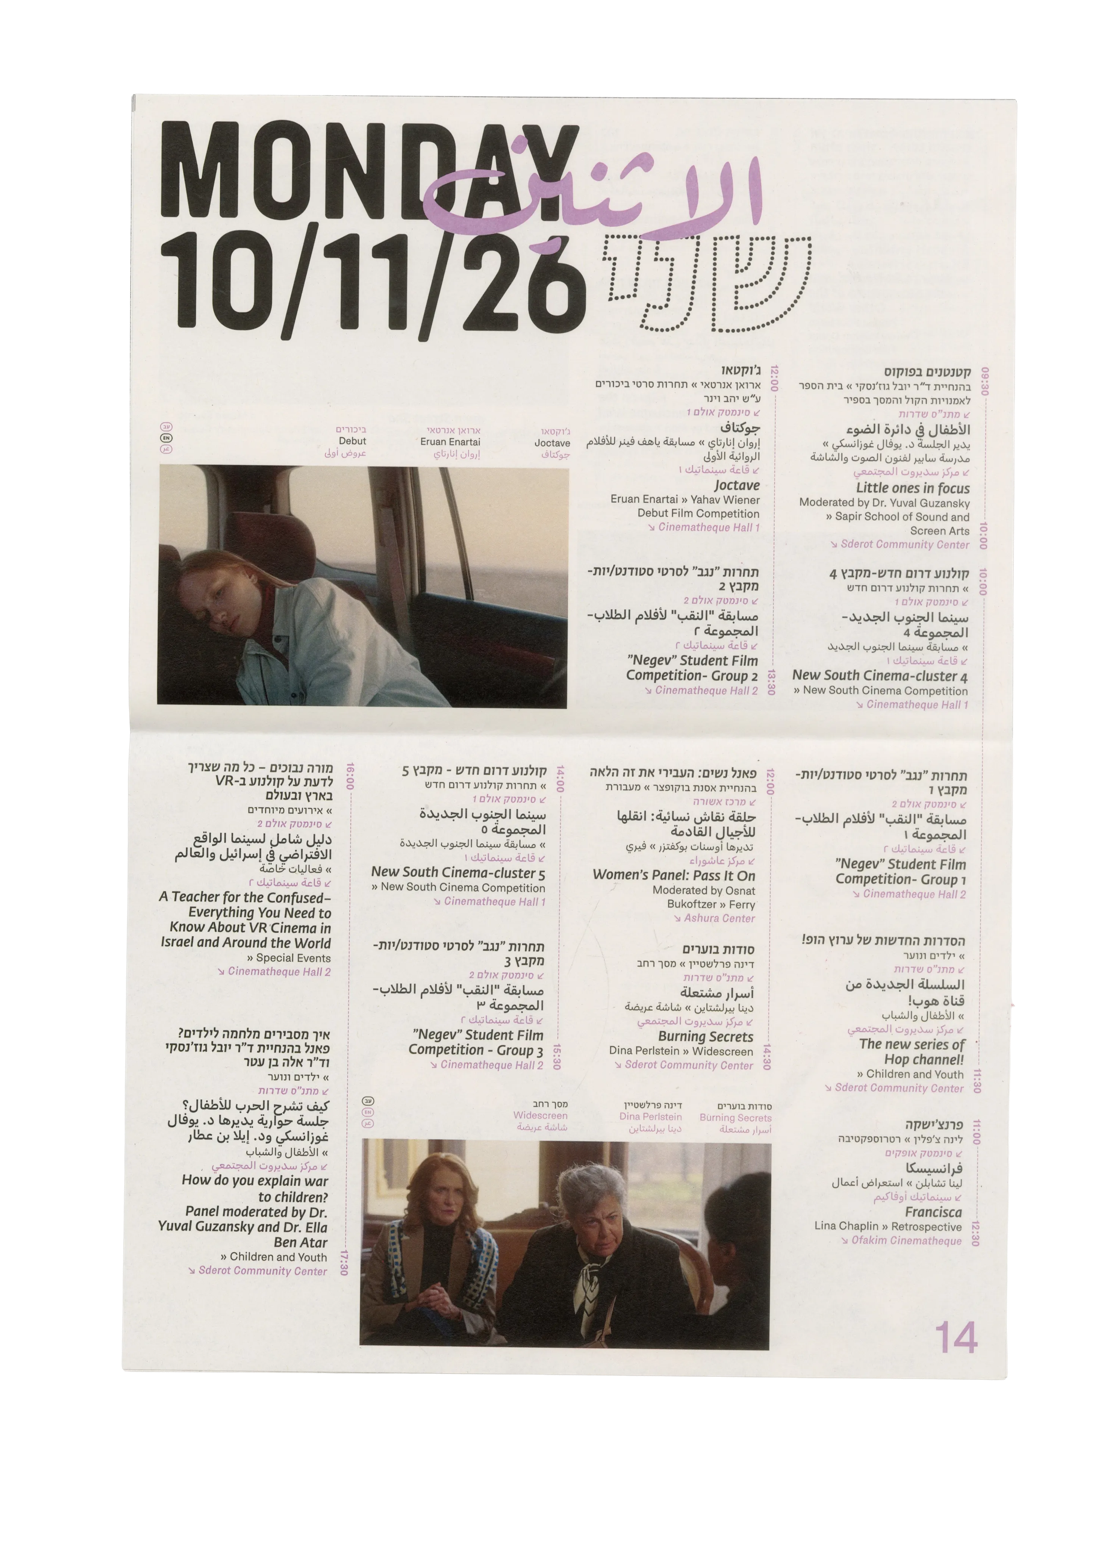 MONDAY
الاثنين
10/11/26
שני
09:30
קטנטנים בפוקוס
בהנחיית ד״ר יובל גוז'נסקי » בית הספר
לאמנויות הקול והמסך בספיר
↙ מתנ"ס שדרות
الأطفال في دائرة الضوء
يدير الجلسة د. يوفال غوزانسكي »
مدرسة سابير لفنون الصوت والشاشة
↙ مركز سديروت المجتمعي
Little ones in focus
Moderated by Dr. Yuval Guzansky
» Sapir School of Sound and
Screen Arts
↘ Sderot Community Center
10:00
10:00
קולנוע דרום חדש-מקבץ 4
» תחרות קולנוע דרום חדש
↙ סינמטק אולם 1
سينما الجنوب الجديد-
المجموعة 4
» مسابقة سينما الجنوب الجديد
↙ قاعة سينماتيك ١
New South Cinema-cluster 4
» New South Cinema Competition
↘ Cinematheque Hall 1
תחרות "נגב" לסרטי סטודנט/יות-
מקבץ 1
↙ סינמטק אולם 2
مسابقة "النقب" لأفلام الطلاب-
المجموعة ١
↙ قاعة سينماتيك ٢
"Negev" Student Film
Competition- Group 1
↘ Cinematheque Hall 2
הסדרות החדשות של ערוץ הופ!
» ילדים ונוער
↙ מתנ"ס שדרות
السلسلة الجديدة من
قناة هوب!
» الأطفال والشباب
↙ مركز سديروت المجتمعي
The new series of
Hop channel!
» Children and Youth
↘ Sderot Community Center
11:30
11:00
פרנצ'ישקה
לינה צ'פלין » רטרוספקטיבה
↙ סינמטק אופקים
فرانسيسكا
لينا تشابلن » استعراض أعمال
↙ سينماتيك أوفاكيم
Francisca
Lina Chaplin » Retrospective
↘ Ofakim Cinematheque
12:30
12:00
ג'וקטאו
ארואן אנרטאי » תחרות סרטי ביכורים
ע"ש יהב וינר
↙ סינמטק אולם 1
جوكتاف
إروان إنارتاي » مسابقة ياهف فينر للأفلام
الروائية الأولى
↙ قاعة سينماتيك ١
Joctave
Eruan Enartai » Yahav Wiener
Debut Film Competition
↘ Cinematheque Hall 1
תחרות "נגב" לסרטי סטודנט/יות-
מקבץ 2
↙ סינמטק אולם 2
مسابقة "النقب" لأفلام الطلاب-
المجموعة ٢
↙ قاعة سينماتيك ٢
"Negev" Student Film
Competition- Group 2
↘ Cinematheque Hall 2
13:30
ג'וקטאו
Joctave
جوكتاف
ארואן אנרטאי
Eruan Enartai
إروان إنارتاي
ביכורים
Debut
عروض أولى
עב
EN
عر
12:00
פאנל נשים: העבירי את זה הלאה
בהנחיית אסנת בוקופצר » מעבורת
↙ מרכז אשורה
حلقة نقاش نسائية: انقلها
للأجيال القادمة
تديرها أوسنات بوكفتزر » فيري
↙ مركز عاشوراء
Women's Panel: Pass It On
Moderated by Osnat
Bukoftzer » Ferry
↘ Ashura Center
סודות בוערים
דינה פרלשטיין » מסך רחב
↙ מתנ"ס שדרות
أسرار مشتعلة
دينا بيرلشتاين » شاشة عريضة
↙ مركز سديروت المجتمعي
Burning Secrets
Dina Perlstein » Widescreen
↘ Sderot Community Center
14:30
14:00
קולנוע דרום חדש - מקבץ 5
» תחרות קולנוע דרום חדש
↙ סינמטק אולם 1
سينما الجنوب الجديدة
المجموعة ٥
» مسابقة سينما الجنوب الجديدة
↙ قاعة سينماتيك ١
New South Cinema-cluster 5
» New South Cinema Competition
↘ Cinematheque Hall 1
תחרות "נגב" לסרטי סטודנט/יות-
מקבץ 3
↙ סינמטק אולם 2
مسابقة "النقب" لأفلام الطلاب-
المجموعة ٣
↙ قاعة سينماتيك ٢
"Negev" Student Film
Competition - Group 3
↘ Cinematheque Hall 2
15:30
16:00
מורה נבוכים – כל מה שצריך
לדעת על קולנוע ב-VR
בארץ ובעולם
» אירועים מיוחדים
↙ סינמטק אולם 2
دليل شامل لسينما الواقع
الافتراضي في إسرائيل والعالم
» فعاليات خاصة
↙ قاعة سينماتيك ٢
A Teacher for the Confused–
Everything You Need to
Know About VR Cinema in
Israel and Around the World
» Special Events
↘ Cinematheque Hall 2
איך מסבירים מלחמה לילדים?
פאנל בהנחיית ד"ר יובל גוז'נסקי
וד"ר אלה בן עטר
» ילדים ונוער
↙ מתנ"ס שדרות
كيف تشرح الحرب للأطفال؟
جلسة حوارية يديرها د. يوفال
غوزانسكي ود. إيلا بن عطار
» الأطفال والشباب
↙ مركز سديروت المجتمعي
How do you explain war
to children?
Panel moderated by Dr.
Yuval Guzansky and Dr. Ella
Ben Atar
» Children and Youth
↘ Sderot Community Center
17:30
סודות בוערים
Burning Secrets
أسرار مشتعلة
דינה פרלשטיין
Dina Perlstein
دينا بيرلشتاين
מסך רחב
Widescreen
شاشة عريضة
עב
EN
عر
14